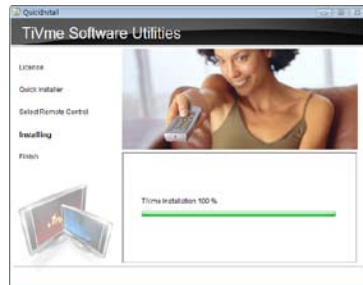 QuickInstall
TiVme Software Utilities
License
Quick Installer
Select Remote Control
Installing
Finish
TiVme Installation 100 %